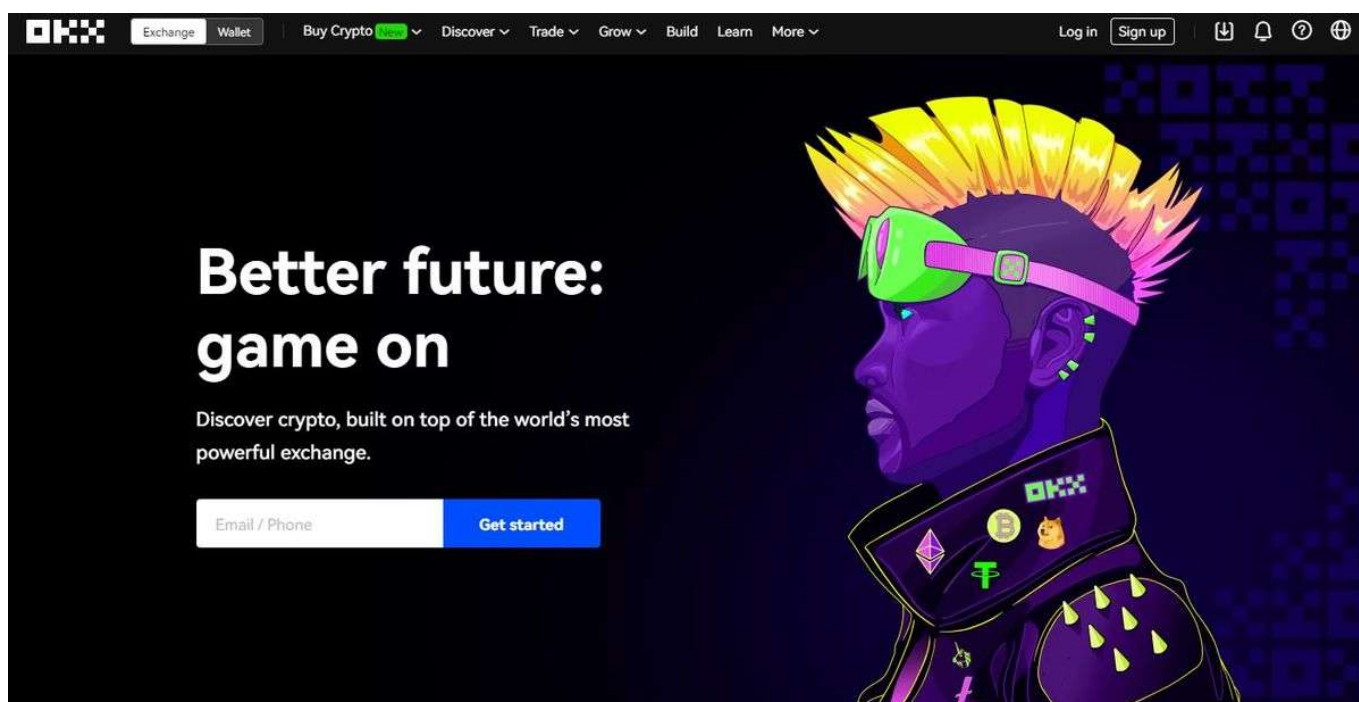 OKX Exchange Wallet Buy Crypto New Discover Trade Grow Build Learn More Log in Sign up
Better future:
game on
Discover crypto, built on top of the world’s most
powerful exchange.
Email / Phone Get started
OKX